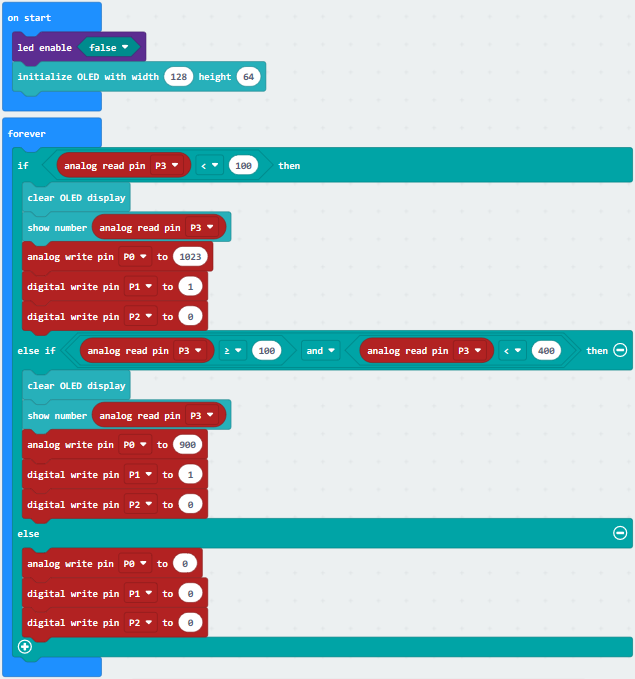 on start
led enable false
initialize OLED with width 128 height 64
forever
if analog read pin P3 < 100 then
clear OLED display
show number analog read pin P3
analog write pin P0 to 1023
digital write pin P1 to 1
digital write pin P2 to 0
else if analog read pin P3 ≥ 100 and analog read pin P3 < 400 then
clear OLED display
show number analog read pin P3
analog write pin P0 to 900
digital write pin P1 to 1
digital write pin P2 to 0
else
analog write pin P0 to 0
digital write pin P1 to 0
digital write pin P2 to 0